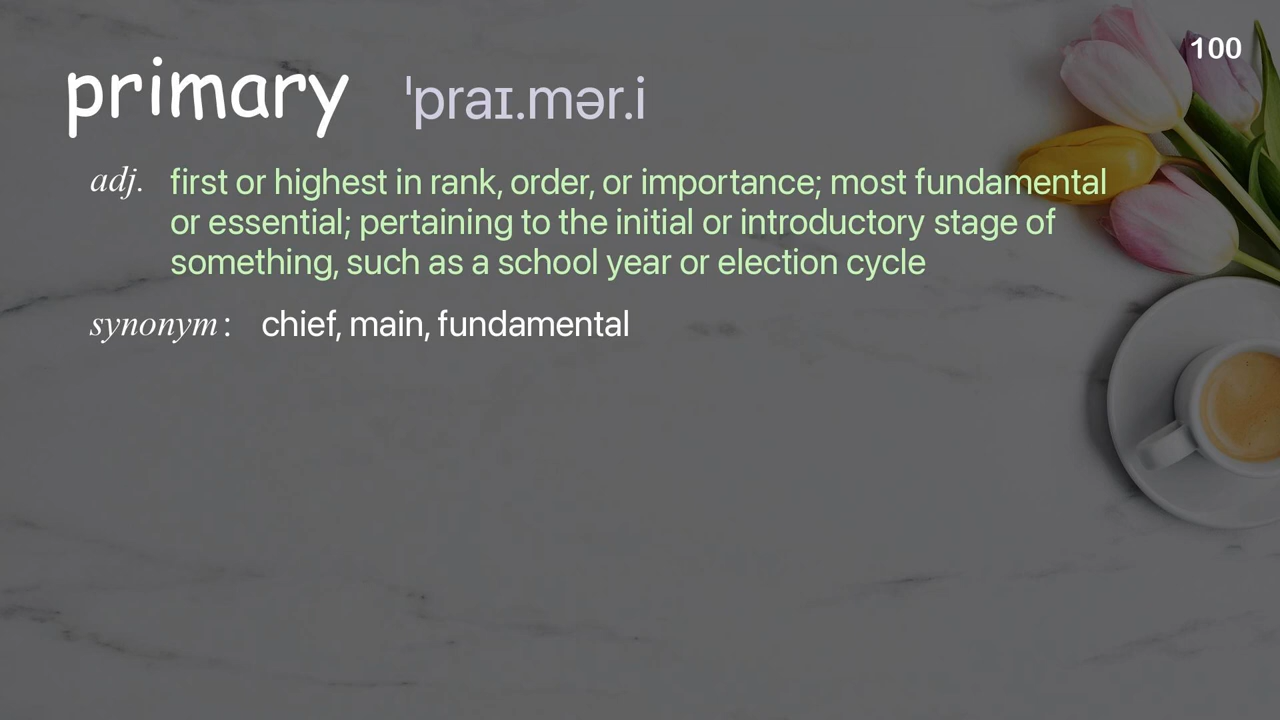 100
primary ˈpraɪ.mər.i
adj. first or highest in rank, order, or importance; most fundamental
or essential; pertaining to the initial or introductory stage of
something, such as a school year or election cycle
synonym: chief, main, fundamental